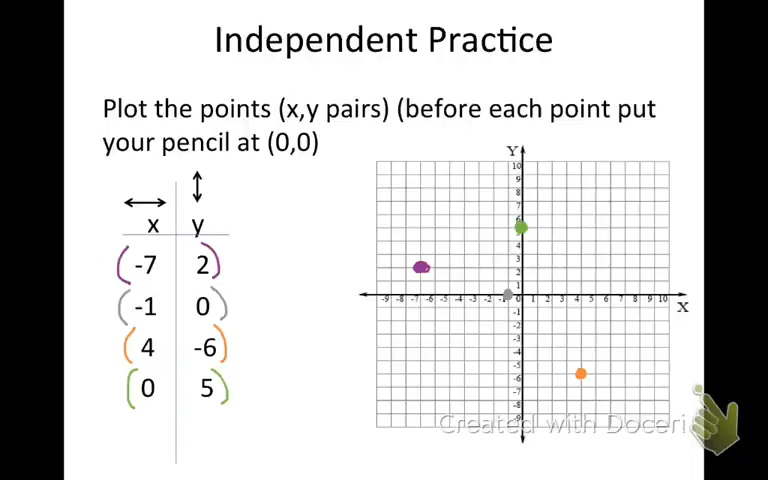 Independent Practice
Plot the points (x,y pairs) (before each point put
your pencil at (0,0)
x y
(-7 2)
(-1 0)
(4 -6)
(0 5)
Y
10
9
8
7
6
5
4
3
2
1
-9 -8 -7 -6 -5 -4 -3 -2 -1 0 1 2 3 4 5 6 7 8 9 10
X
-1
-2
-3
-4
-5
-6
-7
-8
-9
Created with Doceri